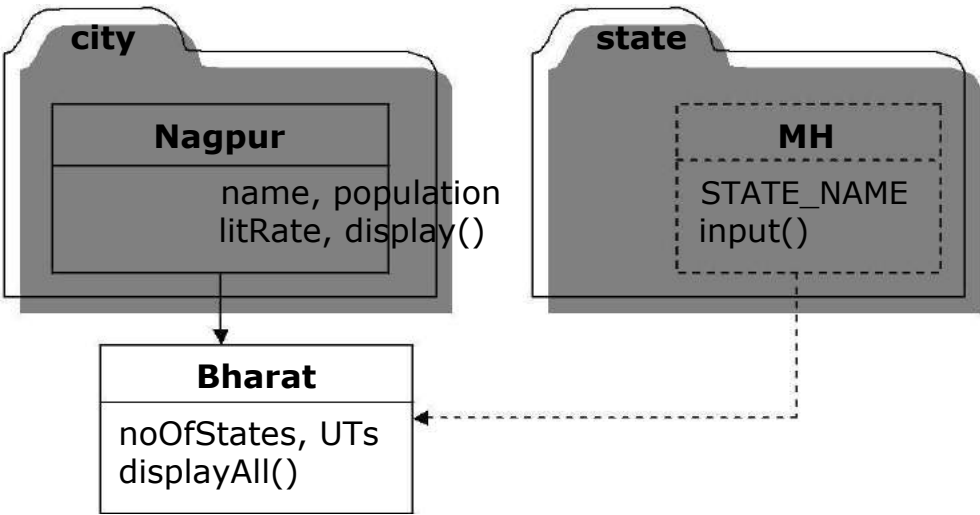 city
Nagpur
name, population
litRate, display()
state
MH
STATE_NAME
input()
Bharat
noOfStates, UTs
displayAll()